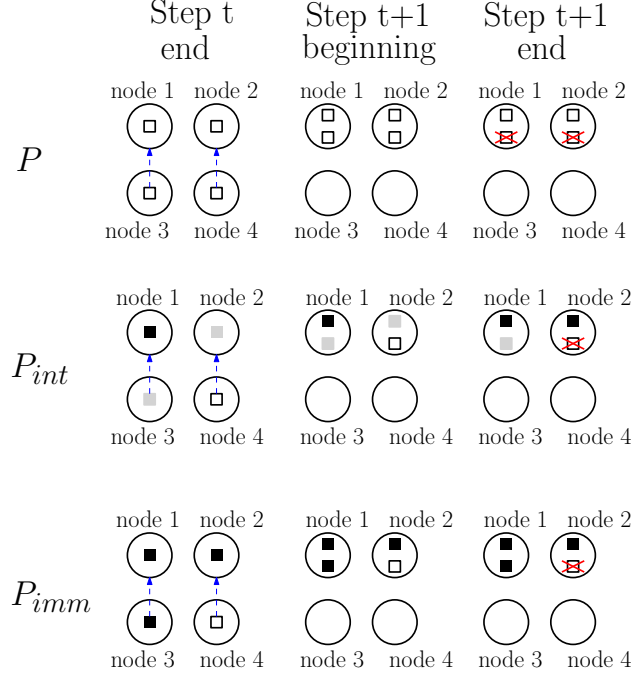 Step t Step t+1 Step t+1
end beginning end
node 1 node 2 node 1 node 2 node 1 node 2
P
node 3 node 4 node 3 node 4 node 3 node 4
node 1 node 2 node 1 node 2 node 1 node 2
P_int
node 3 node 4 node 3 node 4 node 3 node 4
node 1 node 2 node 1 node 2 node 1 node 2
P_imm
node 3 node 4 node 3 node 4 node 3 node 4